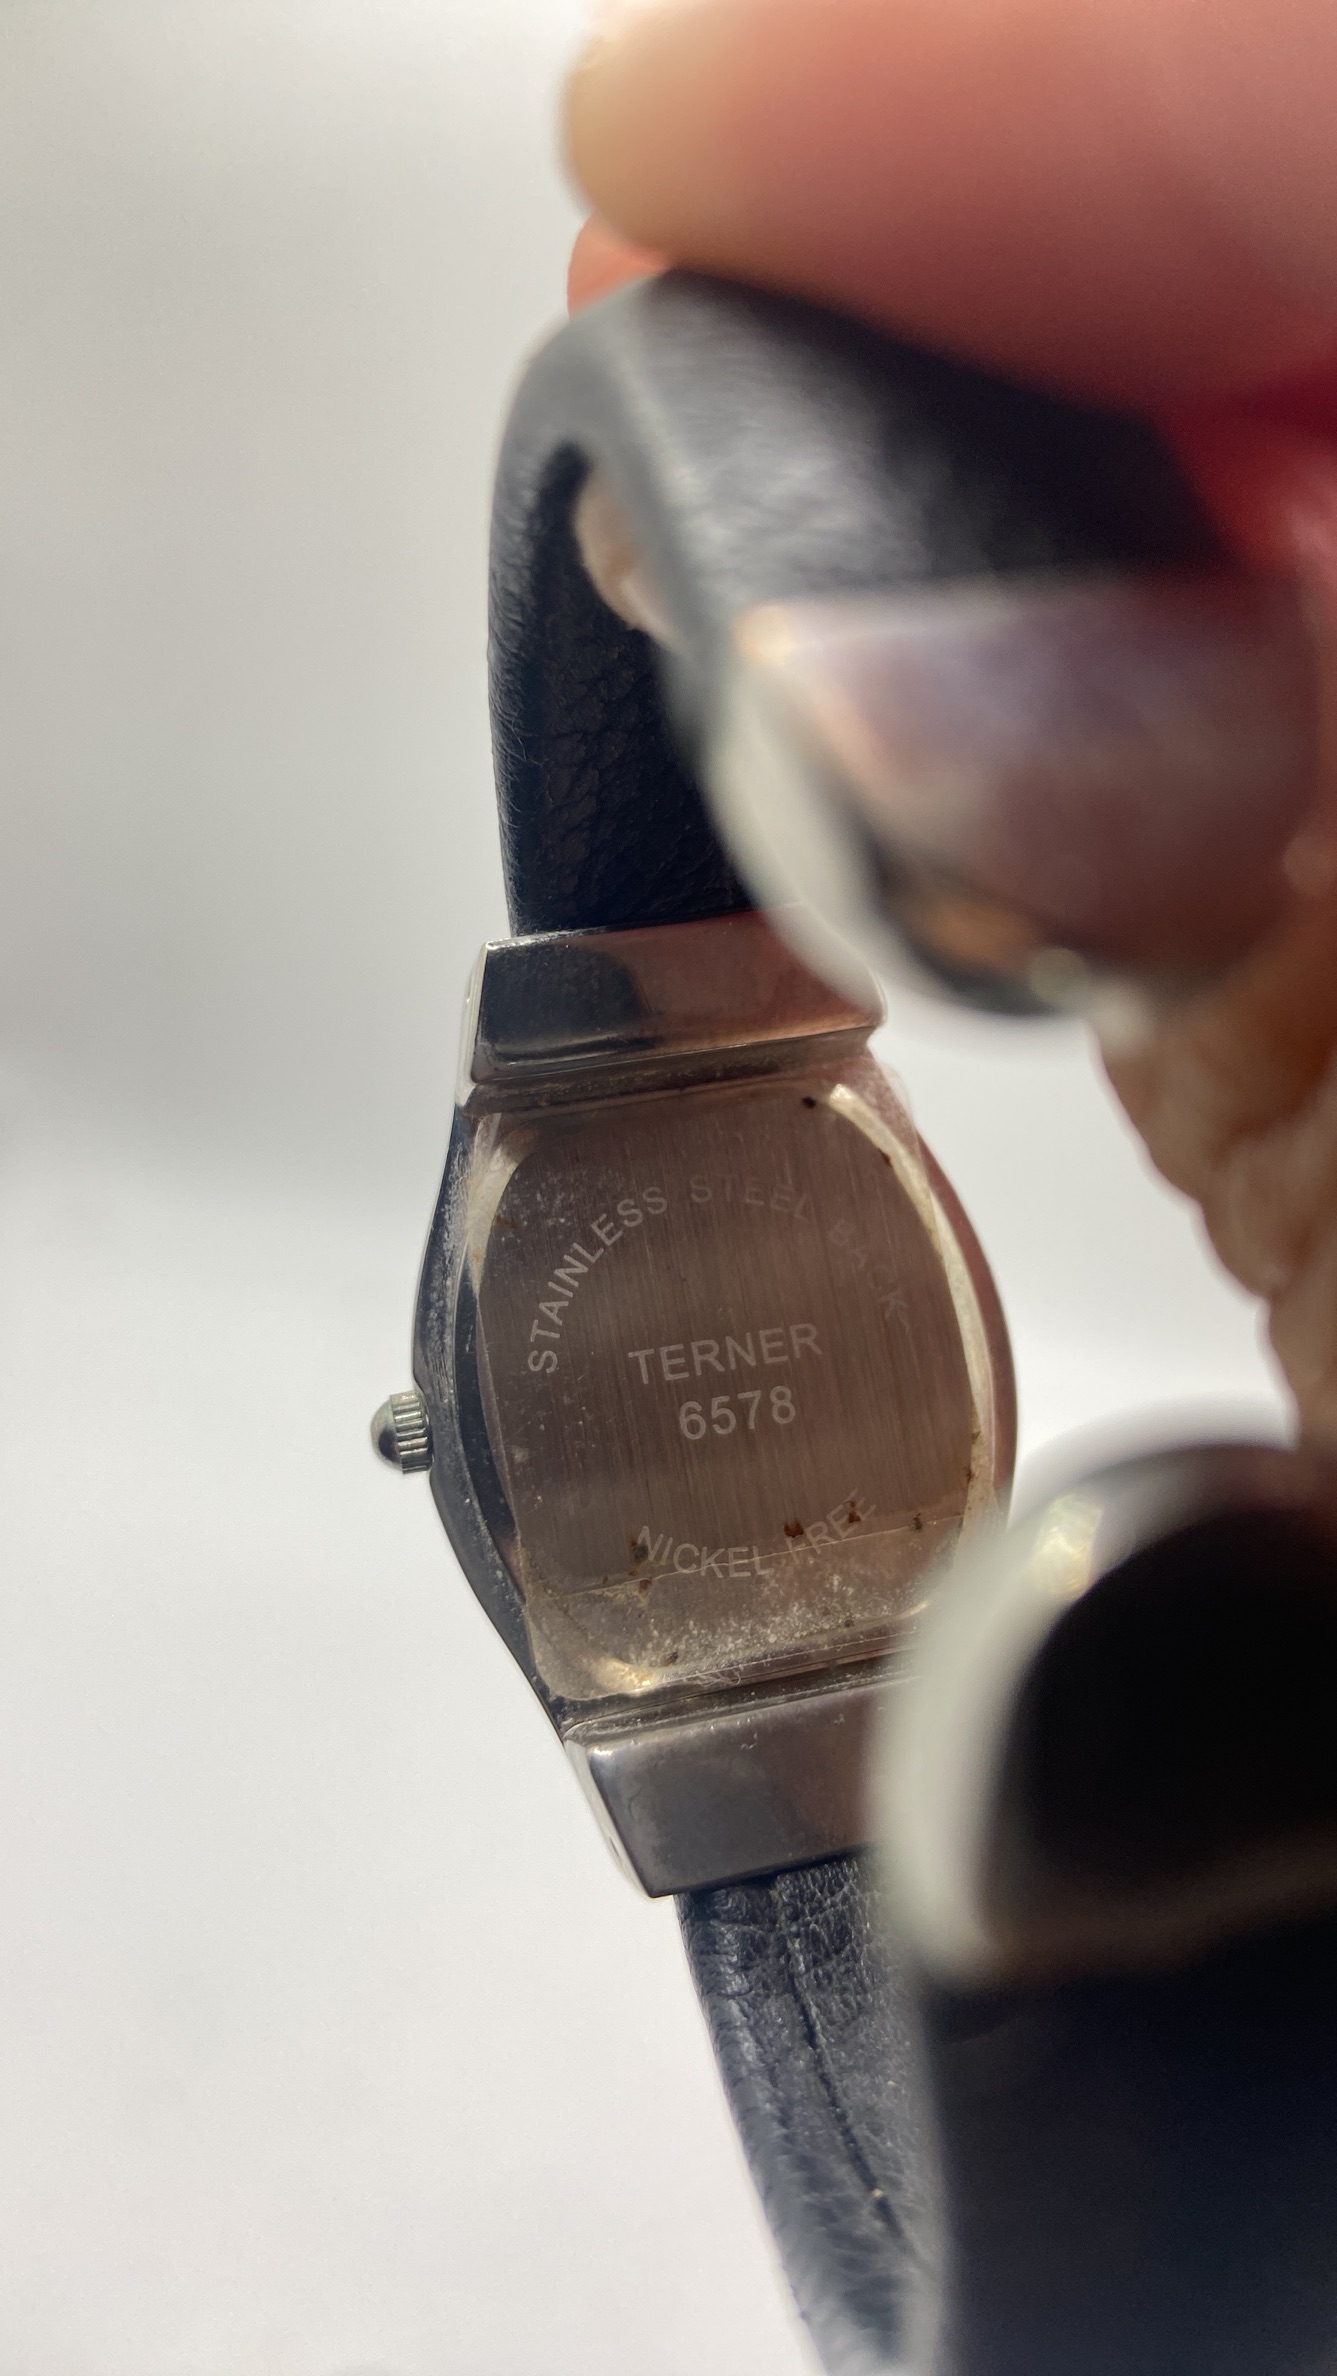 STAINLESS STEEL BACK
TERNER
6578
NICKEL FREE